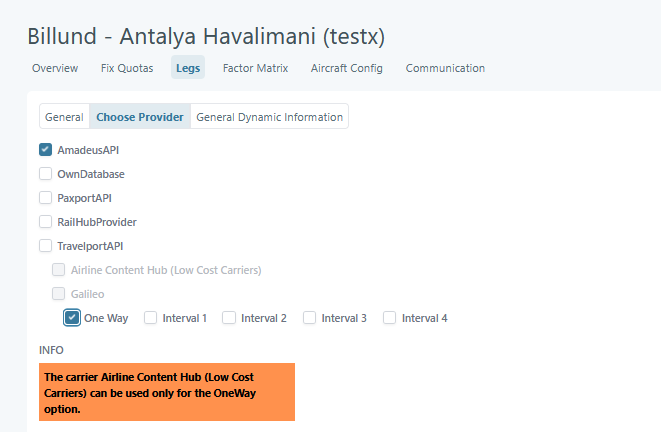 Billund - Antalya Havalimani (testx)
Overview Fix Quotas Legs Factor Matrix Aircraft Config Communication
General Choose Provider General Dynamic Information
AmadeusAPI
OwnDatabase
PaxportAPI
RailHubProvider
TravelportAPI
Airline Content Hub (Low Cost Carriers)
Galileo
One Way Interval 1 Interval 2 Interval 3 Interval 4
INFO
The carrier Airline Content Hub (Low Cost
Carriers) can be used only for the OneWay
option.